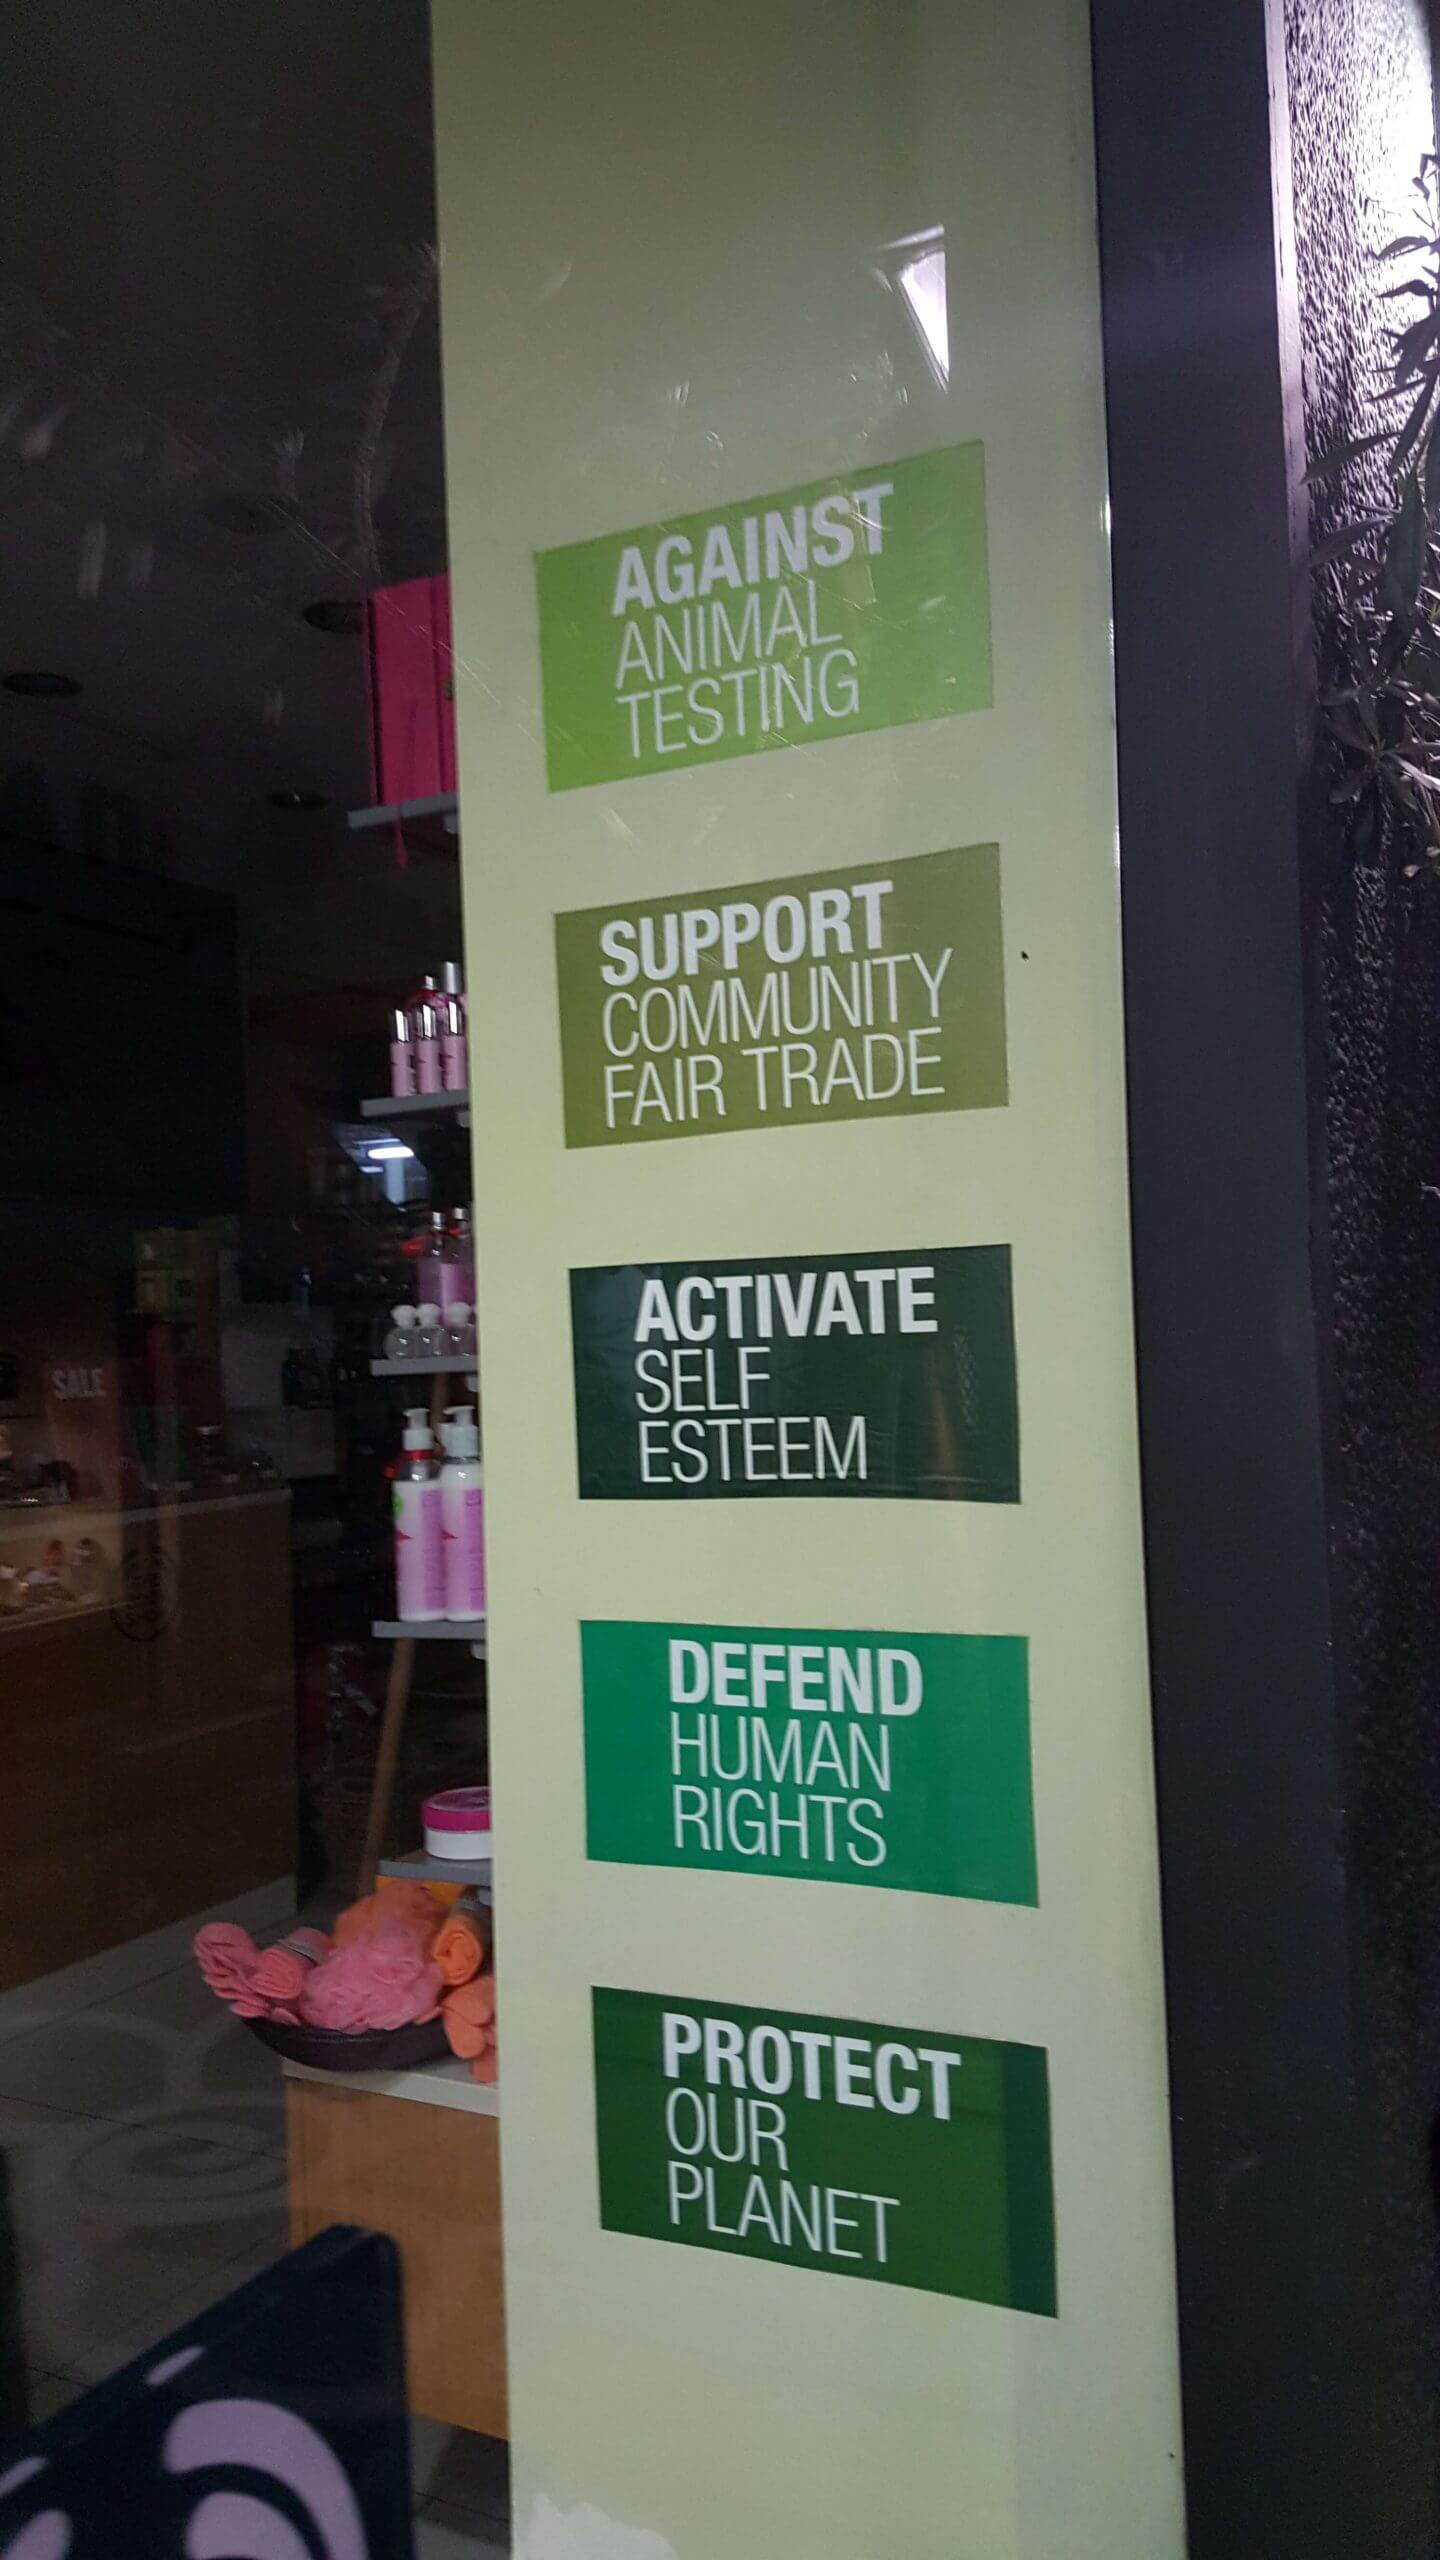 AGAINST
ANIMAL
TESTING
SUPPORT
COMMUNITY
FAIR TRADE
ACTIVATE
SELF
ESTEEM
DEFEND
HUMAN
RIGHTS
PROTECT
OUR
PLANET
SALE